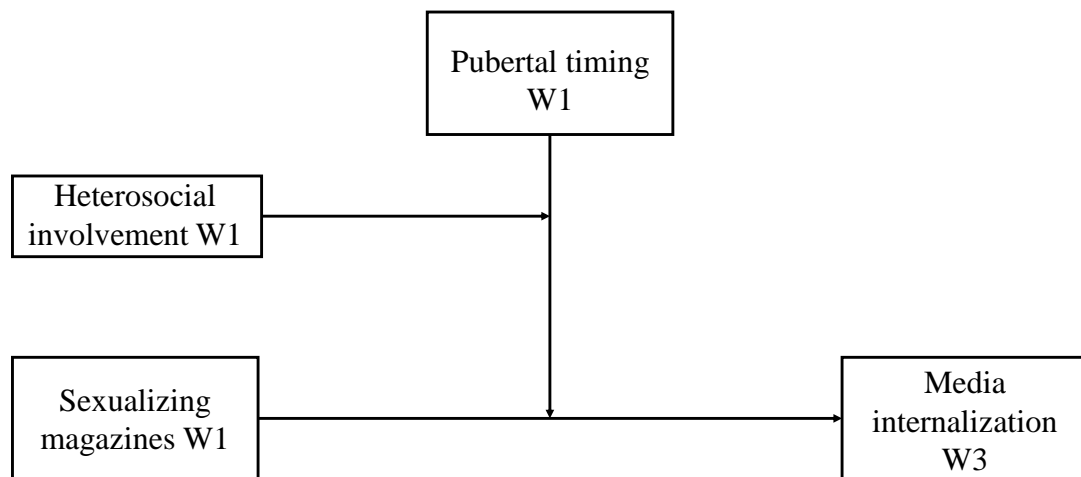 Pubertal timing
W1
Heterosocial
involvement W1
Sexualizing
magazines W1
Media
internalization
W3